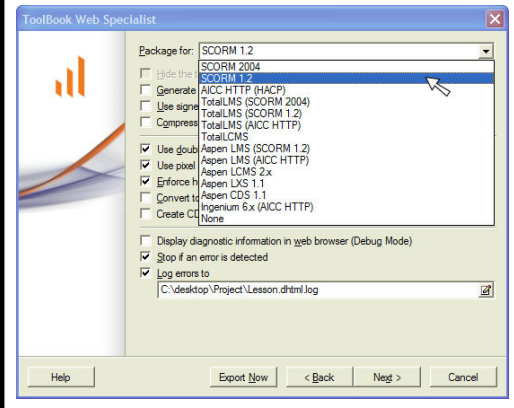 ToolBook Web Specialist
Package for: SCORM 1.2
SCORM 2004
SCORM 1.2
Hide the
AICC HTTP (HACP)
Generate
TotalLMS (SCORM 2004)
Use signe
TotalLMS (SCORM 1.2)
Compress
TotalLMS (AICC HTTP)
TotalLCMS
Use doub
Aspen LMS (SCORM 1.2)
Aspen LMS (AICC HTTP)
Use pixel
Aspen LCMS 2.x
Enforce h
Aspen LXS 1.1
Convert to
Aspen CDS 1.1
Ingenium 6.x (AICC HTTP)
Create CD
None
Display diagnostic information in web browser (Debug Mode)
Stop if an error is detected
Log errors to
C:\desktop\Project\Lesson.dhtml.log
Help Export Now < Back Next > Cancel